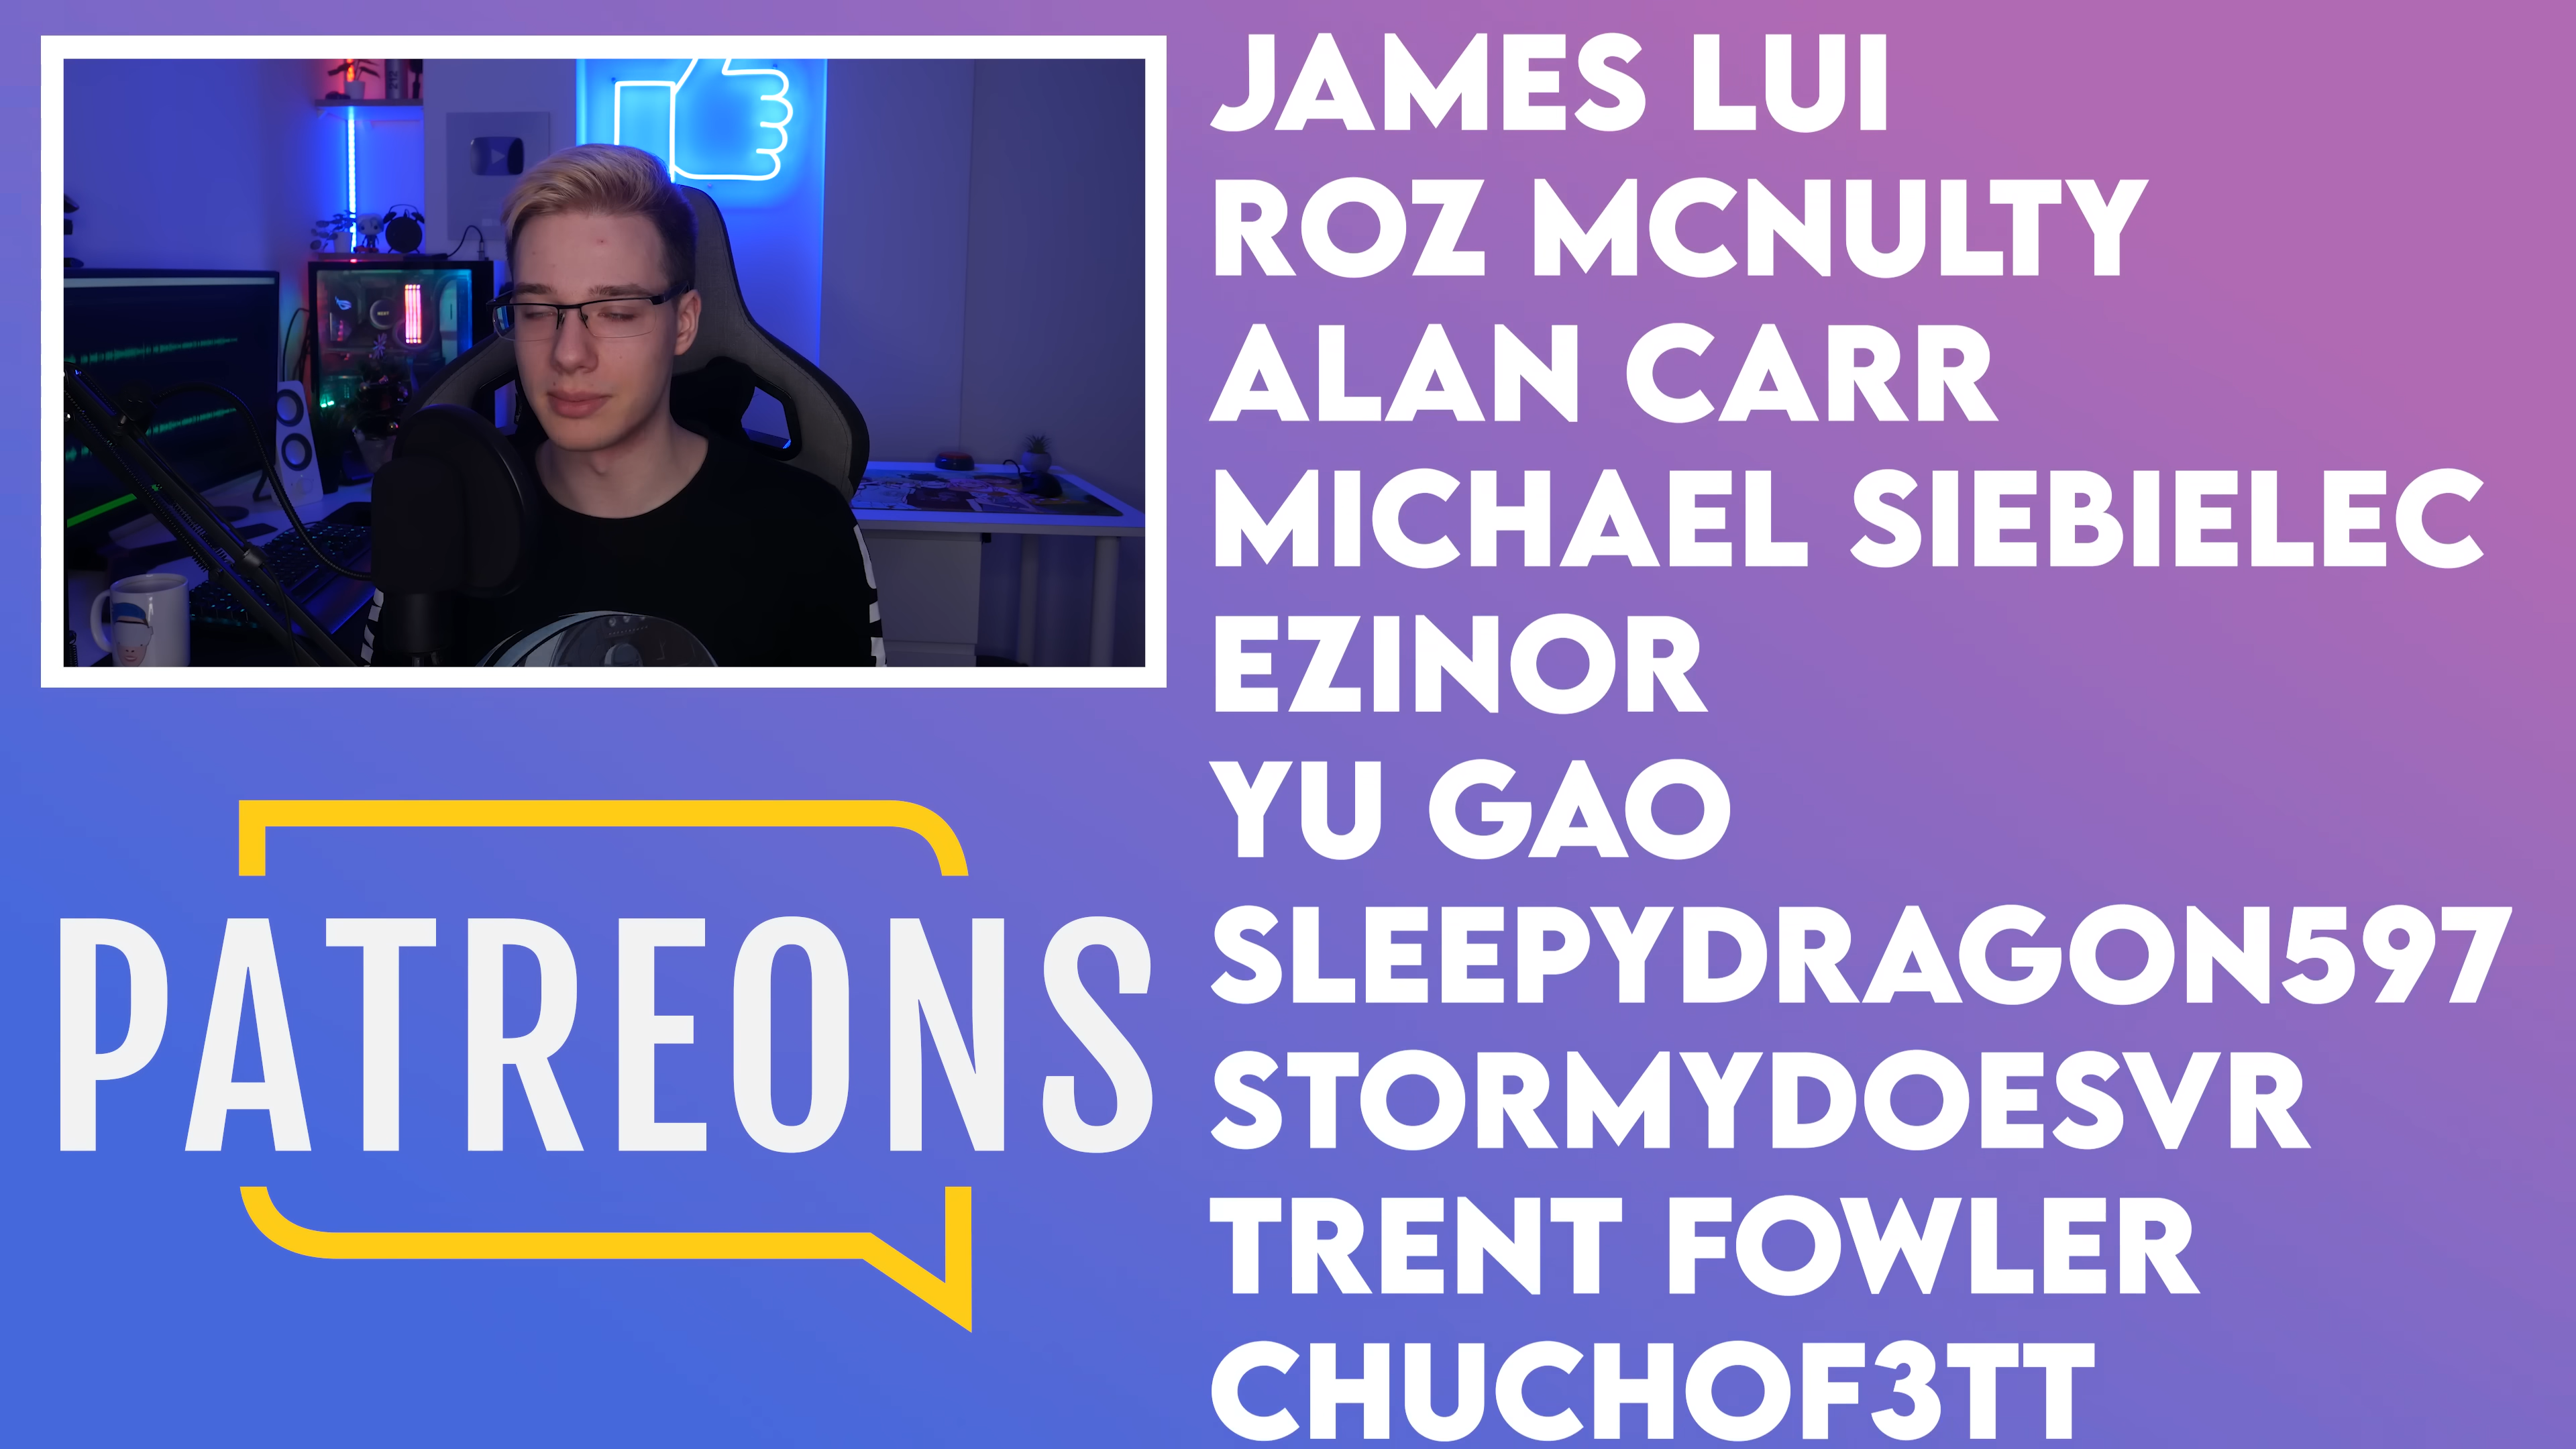 JAMES LUI
ROZ MCNULTY
ALAN CARR
MICHAEL SIEBIELEC
EZINOR
YU GAO
SLEEPYDRAGON597
STORMYDOESVR
TRENT FOWLER
CHUCHOF3TT
PATREONS